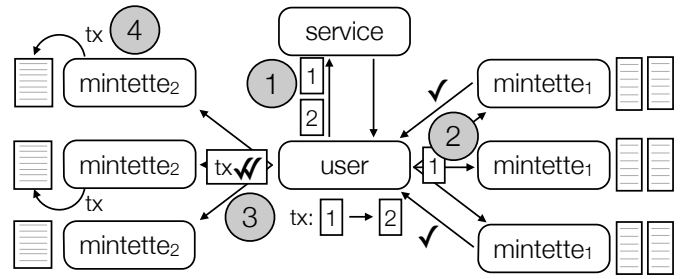 tx 4
service
mintette₂
1
1
2
mintette₁
✓
2
mintette₂
tx✓✓
user
1
mintette₁
tx
3
tx: 1 → 2
mintette₂
✓
mintette₁